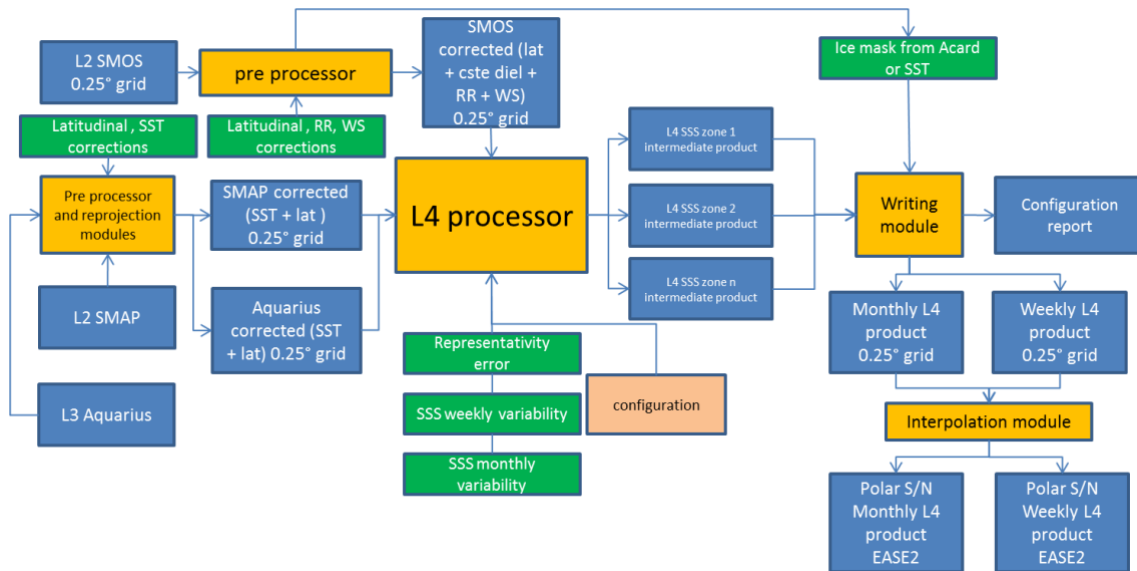 L2 SMOS
0.25° grid
pre processor
SMOS
corrected (lat
+ cste diel +
RR + WS)
0.25° grid
Ice mask from Acard
or SST
Latitudinal , SST
corrections
Latitudinal, RR, WS
corrections
Pre processor
and reprojection
modules
SMAP corrected
(SST + lat )
0.25° grid
L4 processor
L4 SSS zone 1
intermediate product
L4 SSS zone 2
intermediate product
L4 SSS zone n
intermediate product
Writing
module
Configuration
report
L2 SMAP
Aquarius
corrected (SST
+ lat) 0.25° grid
L3 Aquarius
Representativity
error
SSS weekly variability
SSS monthly
variability
configuration
Monthly L4
product
0.25° grid
Weekly L4
product
0.25° grid
Interpolation module
Polar S/N
Monthly L4
product
EASE2
Polar S/N
Weekly L4
product
EASE2